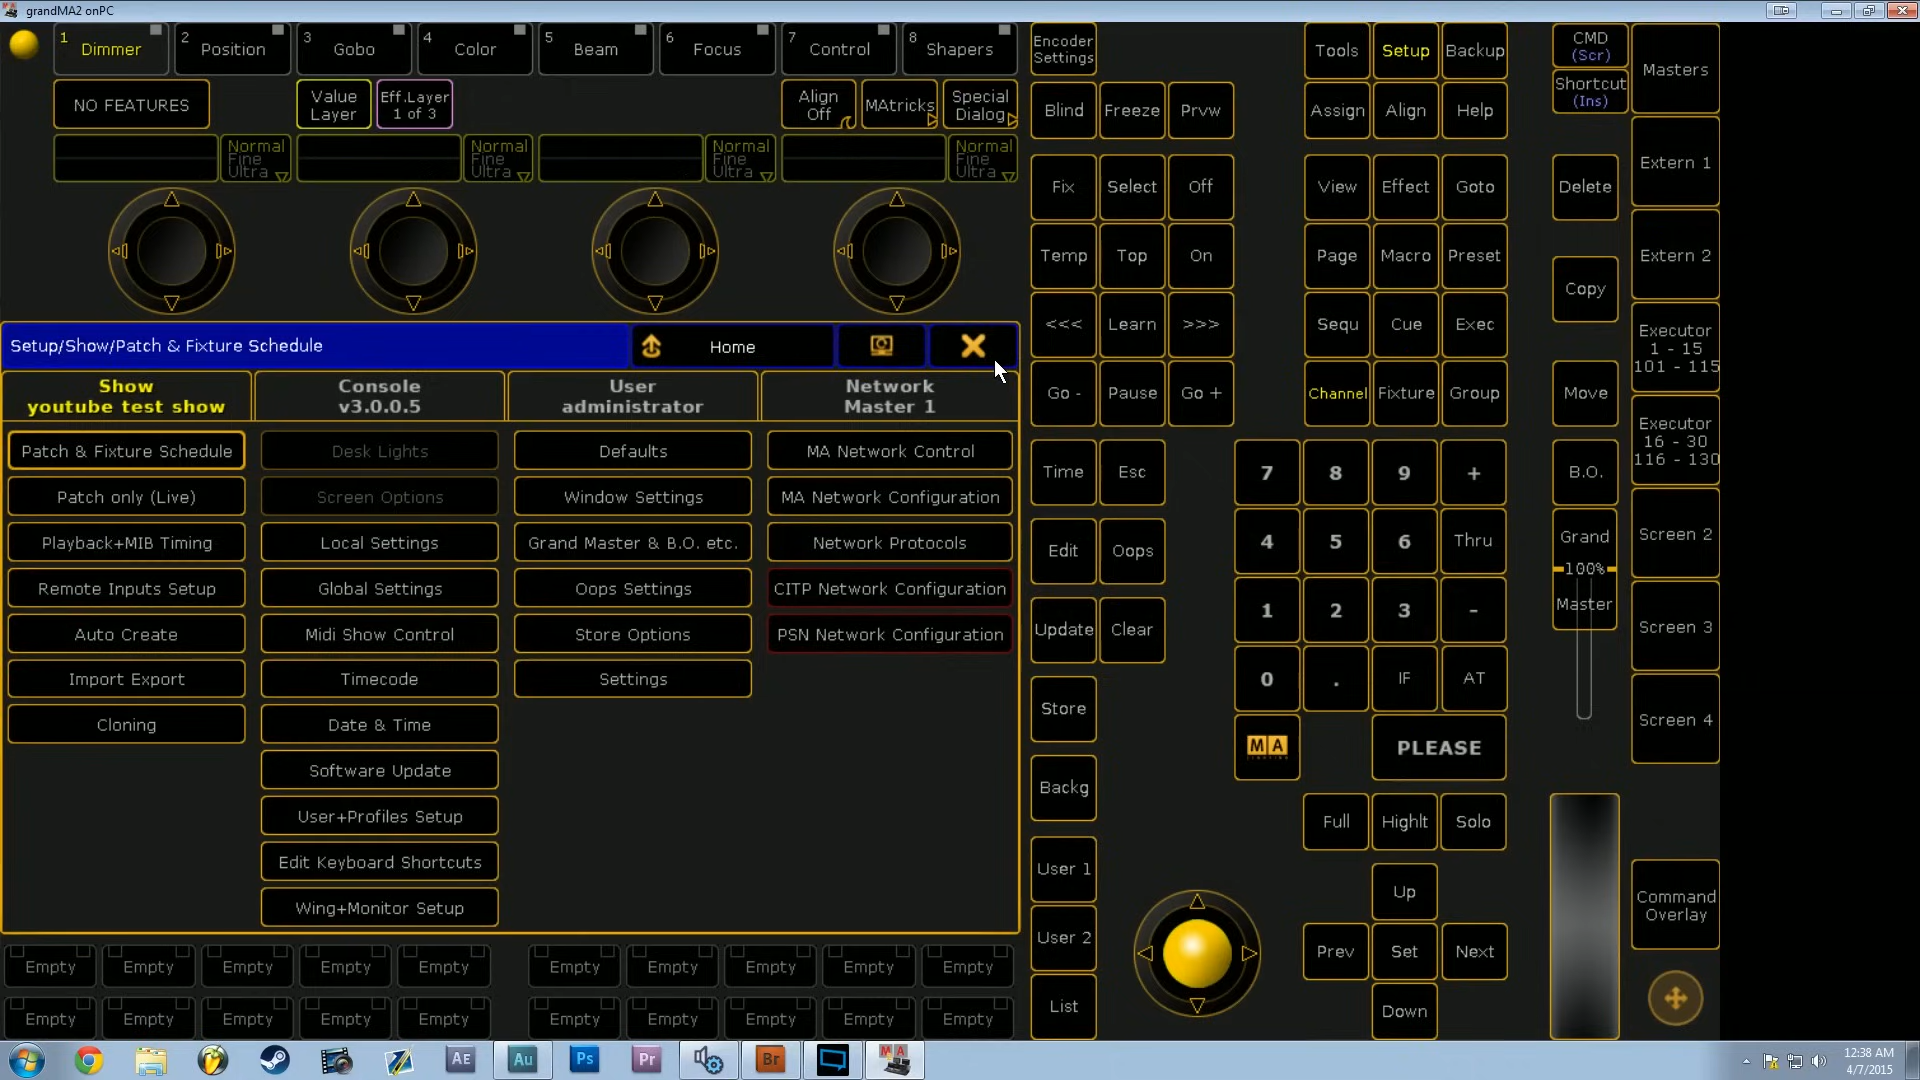 grandMA2 onPC
1 Dimmer
2 Position
3 Gobo
4 Color
5 Beam
6 Focus
7 Control
8 Shapers
NO FEATURES
Value
Layer
Eff.Layer
1 of 3
Align
Off
MAtricks
Special
Dialog
Normal
Fine
Ultra
Normal
Fine
Ultra
Normal
Fine
Ultra
Normal
Fine
Ultra
Setup/Show/Patch & Fixture Schedule
Home
Show
youtube test show
Console
v3.0.0.5
User
administrator
Network
Master 1
Patch & Fixture Schedule
Desk Lights
Defaults
MA Network Control
Patch only (Live)
Screen Options
Window Settings
MA Network Configuration
Playback+MIB Timing
Local Settings
Grand Master & B.O. etc.
Network Protocols
Remote Inputs Setup
Global Settings
Oops Settings
CITP Network Configuration
Auto Create
Midi Show Control
Store Options
PSN Network Configuration
Import Export
Timecode
Settings
Cloning
Date & Time
Software Update
User+Profiles Setup
Edit Keyboard Shortcuts
Wing+Monitor Setup
Empty Empty Empty Empty Empty Empty Empty Empty Empty Empty
Empty Empty Empty Empty Empty Empty Empty Empty Empty Empty
Encoder
Settings
Tools Setup Backup
Blind Freeze Prvw
Assign Align Help
Fix Select Off
View Effect Goto
Temp Top On
Page Macro Preset
<<< Learn >>>
Sequ Cue Exec
Go - Pause Go +
Channel Fixture Group
Time Esc
7 8 9 +
Edit Oops
4 5 6 Thru
Update Clear
1 2 3 -
Store
0 . IF AT
MA
LIGHTING
PLEASE
Backg
Full Highlt Solo
User 1
Up
User 2
Prev Set Next
List
Down
CMD
(Scr)
Shortcut
(Ins)
Delete
Copy
Move
B.O.
Grand
100%
Master
Masters
Extern 1
Extern 2
Executor
1 - 15
101 - 115
Executor
16 - 30
116 - 130
Screen 2
Screen 3
Screen 4
Command
Overlay
AE
Au
Ps
Pr
Br
MA
12:38 AM
4/7/2015